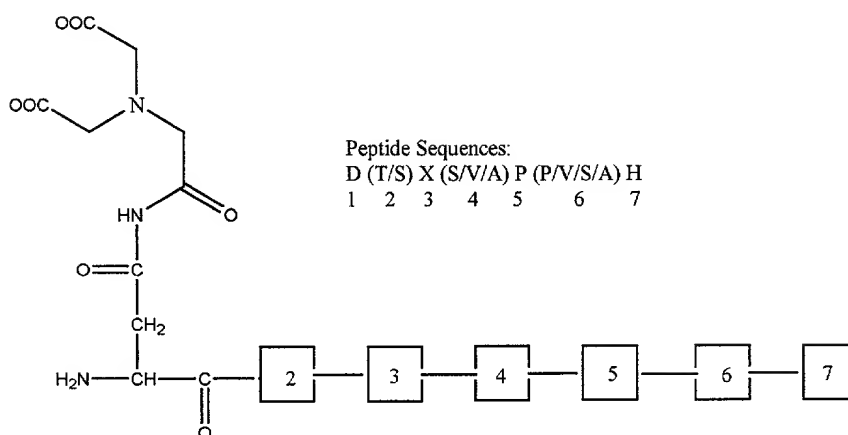 OOC
OOC
N
Peptide Sequences:
D (T/S) X (S/V/A) P (P/V/S/A) H
1 2 3 4 5 6 7
HN
O
O
C
CH2
H2N
CH
C
2
3
4
5
6
7
O